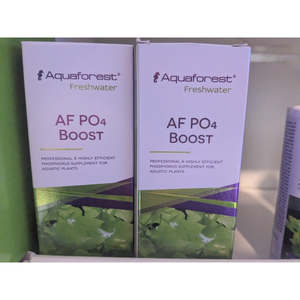 Aquaforest®
Freshwater
AF PO4
BOOST
PROFESSIONAL & HIGHLY EFFICIENT
PHOSPHORUS SUPPLEMENT FOR
AQUATIC PLANTS
Aquaforest®
Freshwater
AF PO4
BOOST
PROFESSIONAL & HIGHLY EFFICIENT
PHOSPHORUS SUPPLEMENT FOR
AQUATIC PLANTS